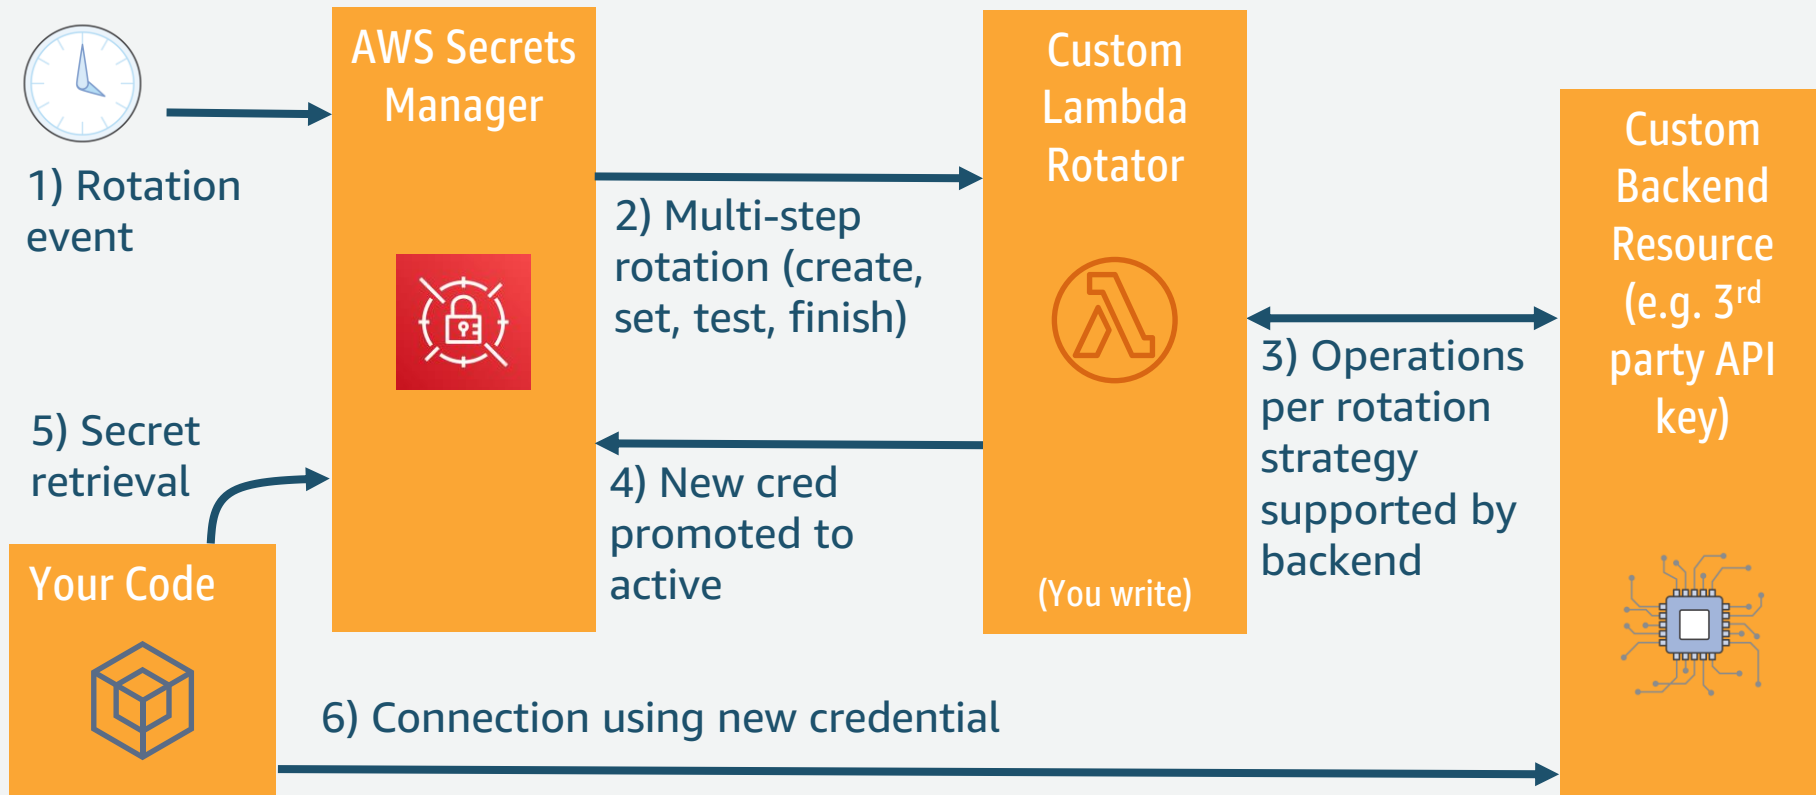 AWS Secrets
Manager
Custom
Lambda
Rotator
(You write)
Custom
Backend
Resource
(e.g. 3rd
party API
key)
1) Rotation
event
2) Multi-step
rotation (create,
set, test, finish)
3) Operations
per rotation
strategy
supported by
backend
4) New cred
promoted to
active
5) Secret
retrieval
Your Code
6) Connection using new credential